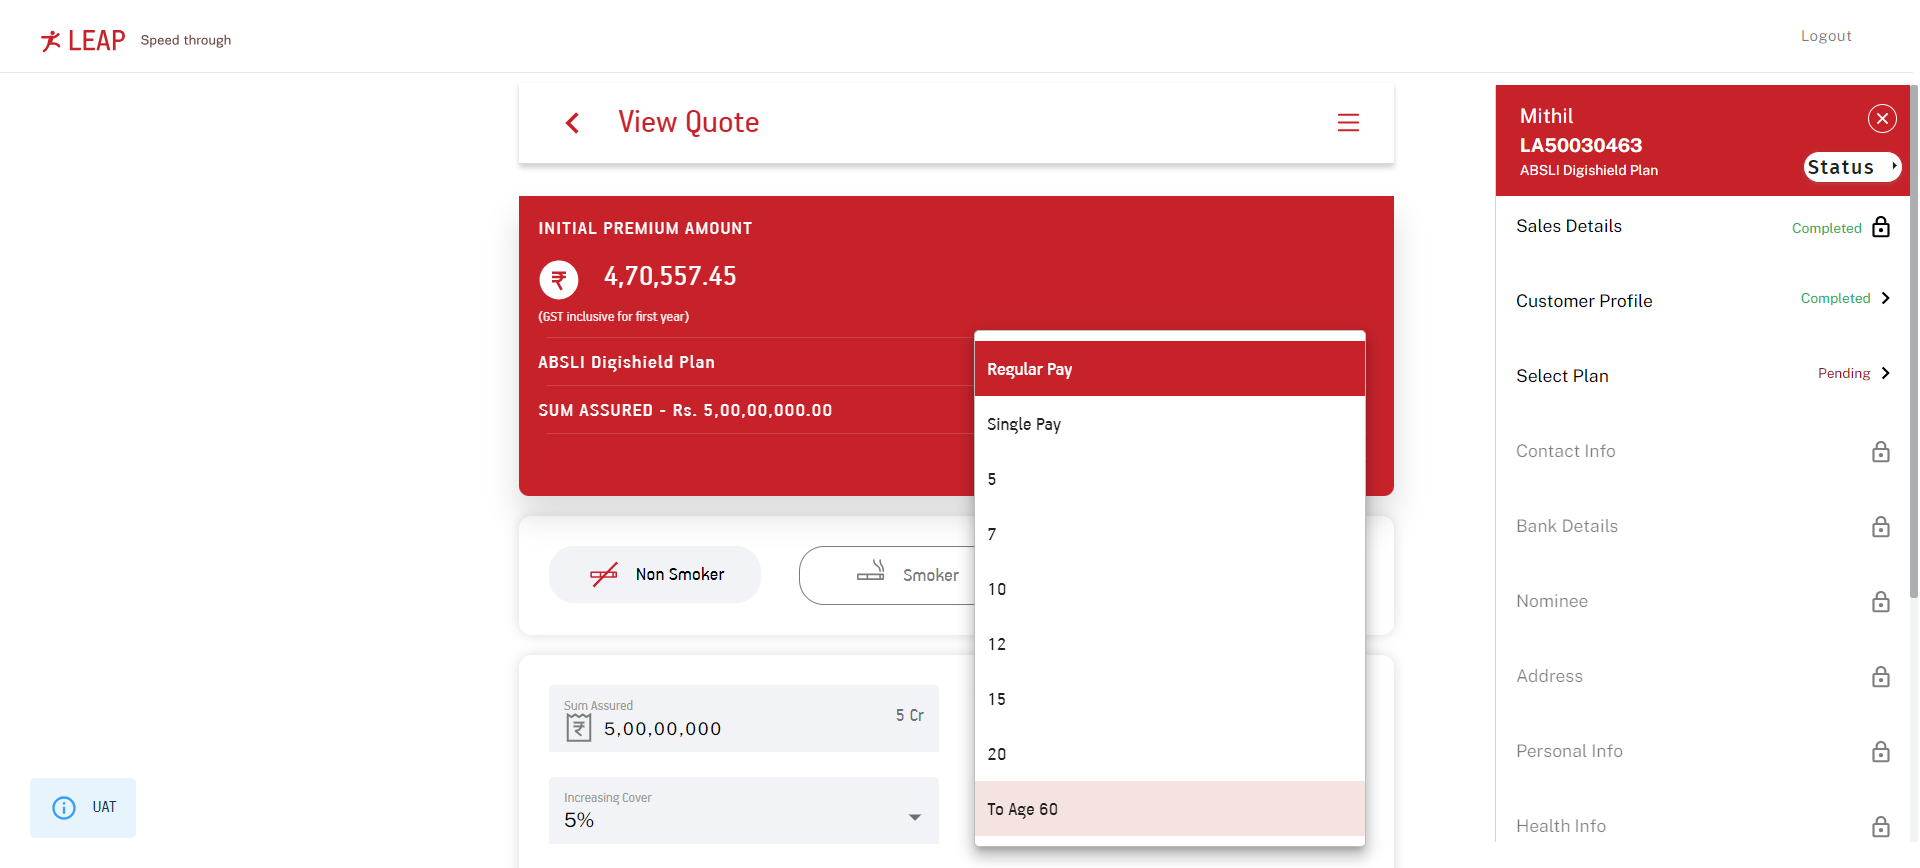 LEAP Speed through
Logout
View Quote
INITIAL PREMIUM AMOUNT
₹ 4,70,557.45
(GST inclusive for first year)
ABSLI Digishield Plan
SUM ASSURED - Rs. 5,00,00,000.00
Non Smoker
Smoker
Sum Assured
₹ 5,00,00,000
5 Cr
Increasing Cover
5%
Regular Pay
Single Pay
5
7
10
12
15
20
To Age 60
Mithil
LA50030463
ABSLI Digishield Plan
Status
Sales Details Completed
Customer Profile Completed
Select Plan Pending
Contact Info
Bank Details
Nominee
Address
Personal Info
Health Info
UAT